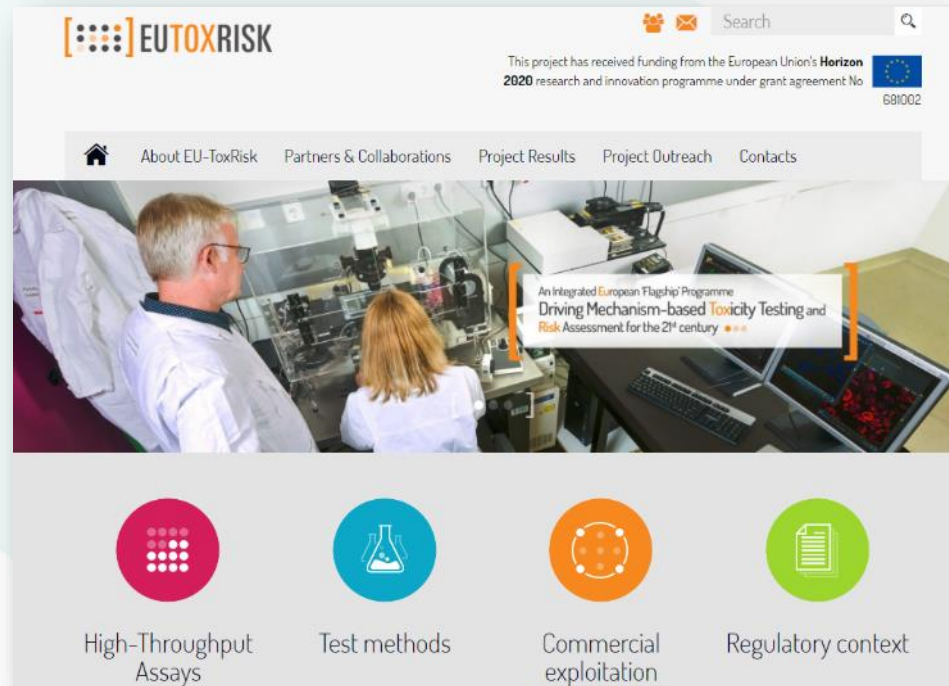 EUTOXRISK
Search
This project has received funding from the European Union's Horizon
2020 research and innovation programme under grant agreement No
681002
About EU-ToxRisk Partners & Collaborations Project Results Project Outreach Contacts
An Integrated European 'Flagship' Programme
Driving Mechanism-based Toxicity Testing and
Risk Assessment for the 21st century
High-Throughput
Assays
Test methods
Commercial
exploitation
Regulatory context